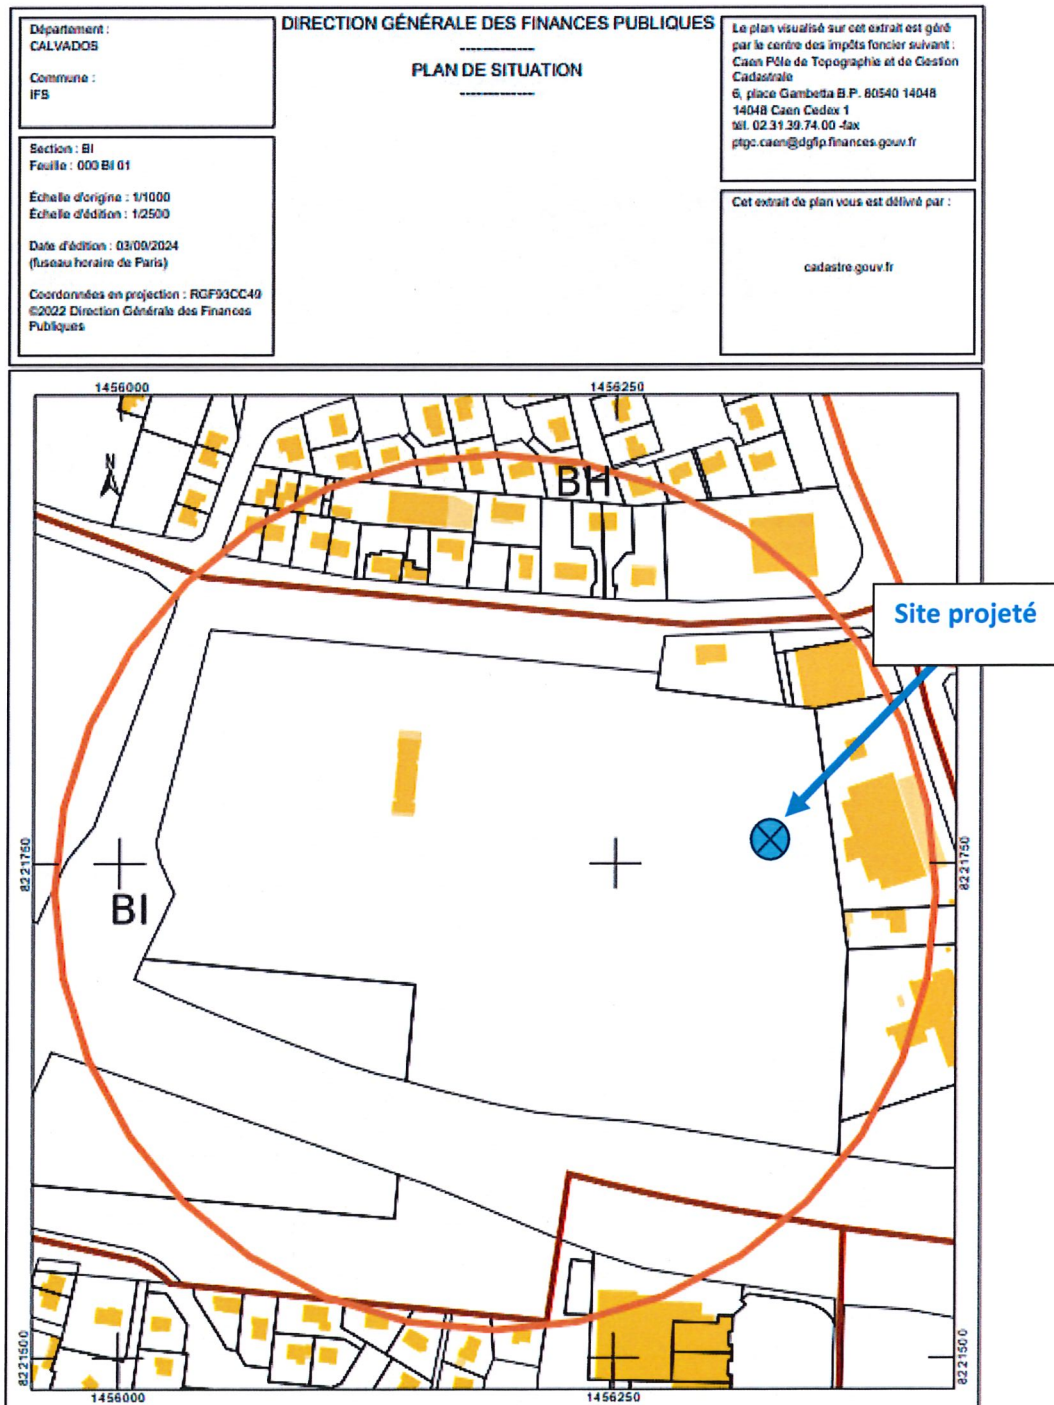 Département :
CALVADOS
Commune :
IFS
Section : BI
Feuille : 000 BI 01
Échelle d'origine : 1/1000
Échelle d'édition : 1/2500
Date d'édition : 03/09/2024
(fuseau horaire de Paris)
Coordonnées en projection : RGF93CC49
©2022 Direction Générale des Finances
Publiques
DIRECTION GÉNÉRALE DES FINANCES PUBLIQUES
-------------
PLAN DE SITUATION
-------------
Le plan visualisé sur cet extrait est géré
par le centre des impôts foncier suivant :
Caen Pôle de Topographie et de Gestion
Cadastrale
6, place Gambetta B.P. 80540 14048
14048 Caen Cedex 1
tél. 02.31.39.74.00 -fax
ptgc.caen@dgfip.finances.gouv.fr
Cet extrait de plan vous est délivré par :
cadastre.gouv.fr
1456000
1456250
N
BH
Site projeté
8221750
8221750
BI
8221500
8221500
1456000
1456250